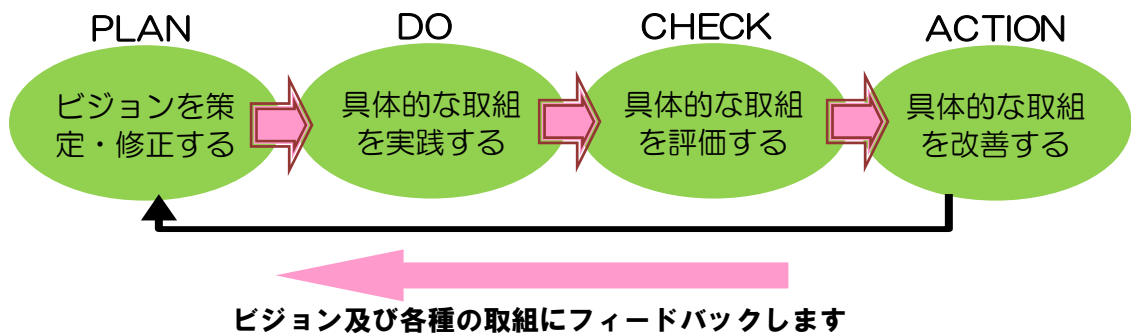 PLAN
DO
CHECK
ACTION
ビジョンを策
定・修正する
具体的な取組
を実践する
具体的な取組
を評価する
具体的な取組
を改善する
ビジョン及び各種の取組にフィードバックします